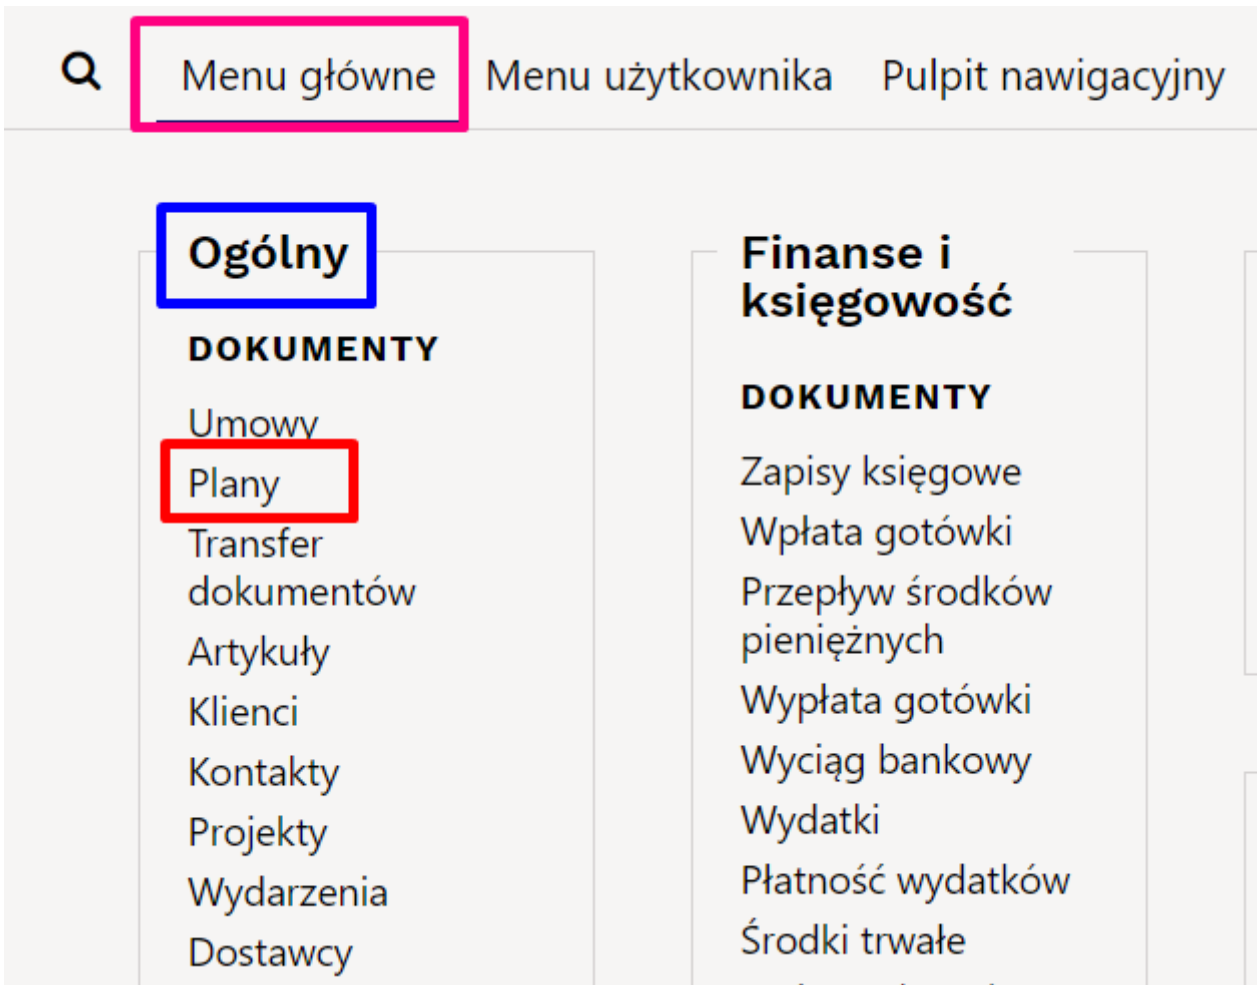 Menu główne Menu użytkownika Pulpit nawigacyjny
Ogólny
DOKUMENTY
Umowy
Plany
Transfer
dokumentów
Artykuły
Klienci
Kontakty
Projekty
Wydarzenia
Dostawcy
Finanse i
księgowość
DOKUMENTY
Zapisy księgowe
Wpłata gotówki
Przepływ środków
pieniężnych
Wypłata gotówki
Wyciąg bankowy
Wydatki
Płatność wydatków
Środki trwałe